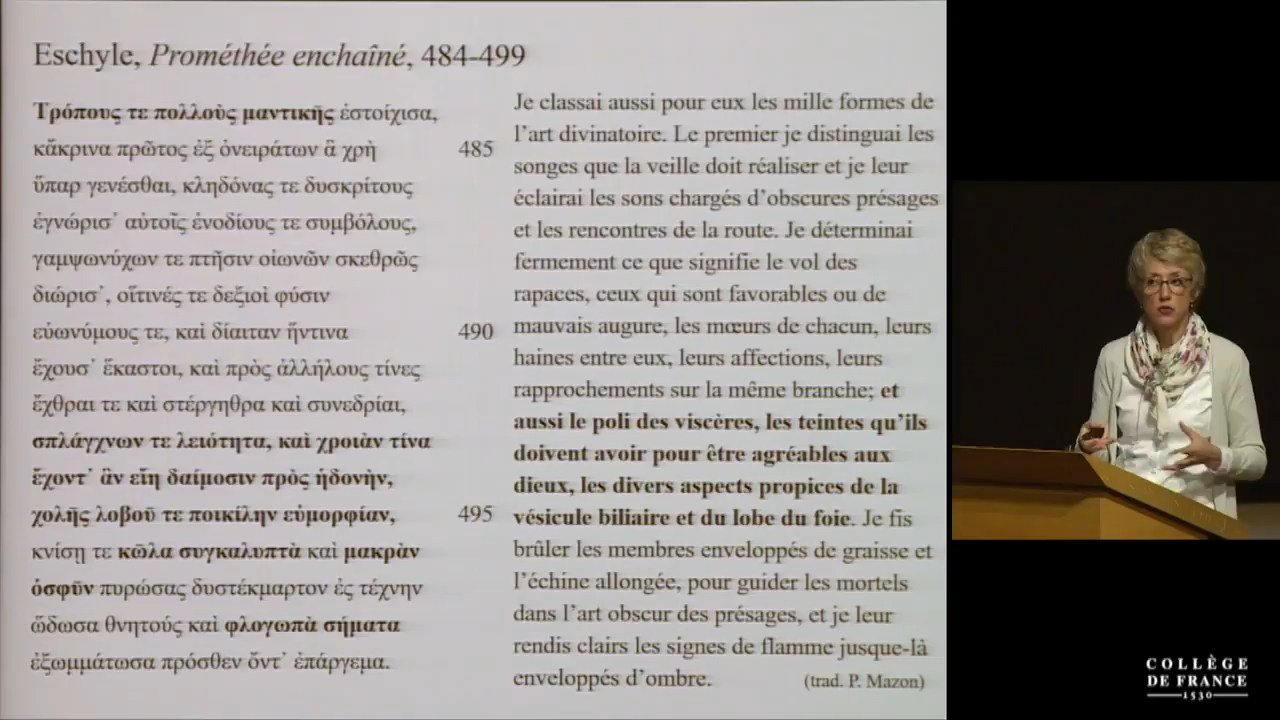 Eschyle, Prométhée enchaîné, 484-499
Τρόπους τε πολλοὺς μαντικῆς ἐστοίχισα,
κἄκρινα πρῶτος ἐξ ὀνειράτων ἃ χρὴ 485
ὕπαρ γενέσθαι, κληδόνας τε δυσκρίτους
ἐγνώρισ᾽ αὐτοῖς ἐνοδίους τε συμβόλους,
γαμψωνύχων τε πτῆσιν οἰωνῶν σκεθρῶς
διώρισ᾽, οἵτινές τε δεξιοὶ φύσιν
εὐωνύμους τε, καὶ δίαιταν ἥντινα 490
ἔχουσ᾽ ἕκαστοι, καὶ πρὸς ἀλλήλους τίνες
ἔχθραι τε καὶ στέργηθρα καὶ συνεδρίαι,
σπλάγχνων τε λειότητα, καὶ χροιὰν τίνα
ἔχοντ᾽ ἂν εἴη δαίμοσιν πρὸς ἡδονὴν,
χολῆς λοβοῦ τε ποικίλην εὐμορφίαν, 495
κνίσῃ τε κῶλα συγκαλυπτὰ καὶ μακρὰν
ὀσφῦν πυρώσας δυστέκμαρτον ἐς τέχνην
ὥδωσα θνητούς καὶ φλογωπὰ σήματα
ἐξωμμάτωσα πρόσθεν ὄντ᾽ ἐπάργεμα.
Je classai aussi pour eux les mille formes de
l’art divinatoire. Le premier je distinguai les
songes que la veille doit réaliser et je leur
éclairai les sons chargés d’obscures présages
et les rencontres de la route. Je déterminai
fermement ce que signifie le vol des
rapaces, ceux qui sont favorables ou de
mauvais augure, les mœurs de chacun, leurs
haines entre eux, leurs affections, leurs
rapprochements sur la même branche; et
aussi le poli des viscères, les teintes qu’ils
doivent avoir pour être agréables aux
dieux, les divers aspects propices de la
vésicule biliaire et du lobe du foie. Je fis
brûler les membres enveloppés de graisse et
l’échine allongée, pour guider les mortels
dans l’art obscur des présages, et je leur
rendis clairs les signes de flamme jusque-là
enveloppés d’ombre. (trad. P. Mazon)
COLLÈGE
DE FRANCE
1530